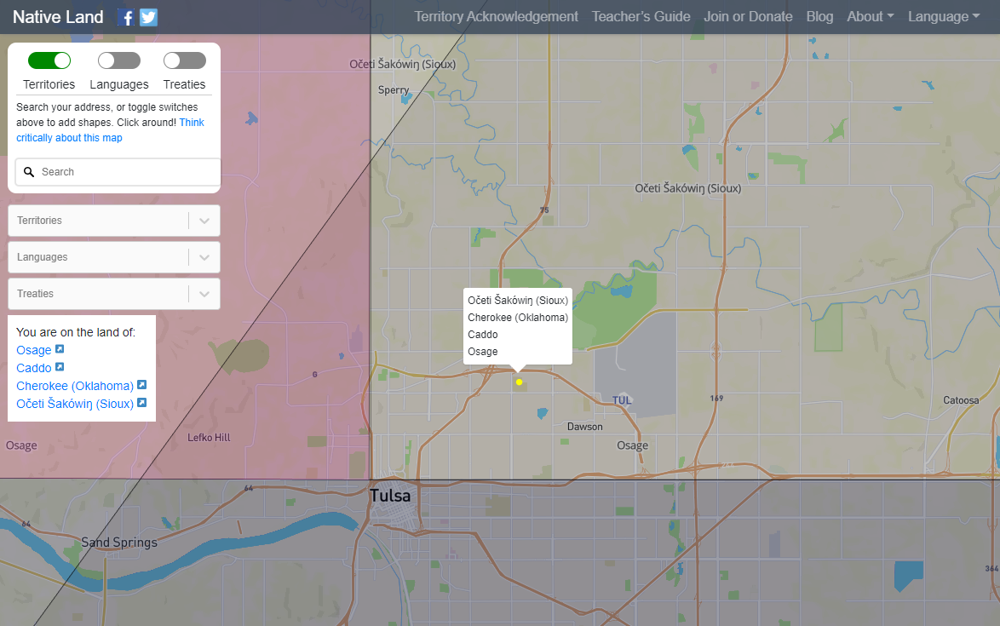 Native Land
Territory Acknowledgement
Teacher's Guide
Join or Donate
Blog
About
Language
Territories
Languages
Treaties
Search your address, or toggle switches
above to add shapes. Click around! Think
critically about this map
Search
Territories
Languages
Treaties
You are on the land of:
Osage
Caddo
Cherokee (Oklahoma)
Očeti Šakówiŋ (Sioux)
Očeti Šakówiŋ (Sioux)
Sperry
Očeti Šakówiŋ (Sioux)
75
Očeti Šakówiŋ (Sioux)
Cherokee (Oklahoma)
Caddo
Osage
G
TUL
169
Catoosa
Dawson
Lefko Hill
Osage
Osage
64
Tulsa
64
Sand Springs
364